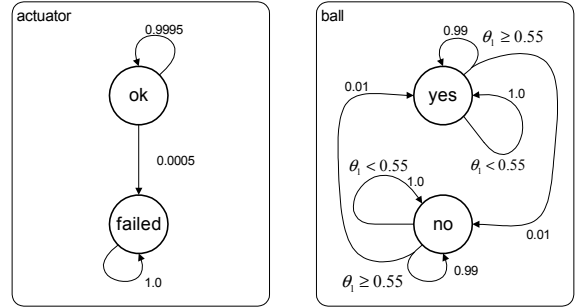 actuator
0.9995
ok
0.0005
failed
1.0
ball
0.99
θ₁ ≥ 0.55
0.01
yes
1.0
θ₁ < 0.55
θ₁ < 0.55
1.0
no
0.01
θ₁ ≥ 0.55
0.99